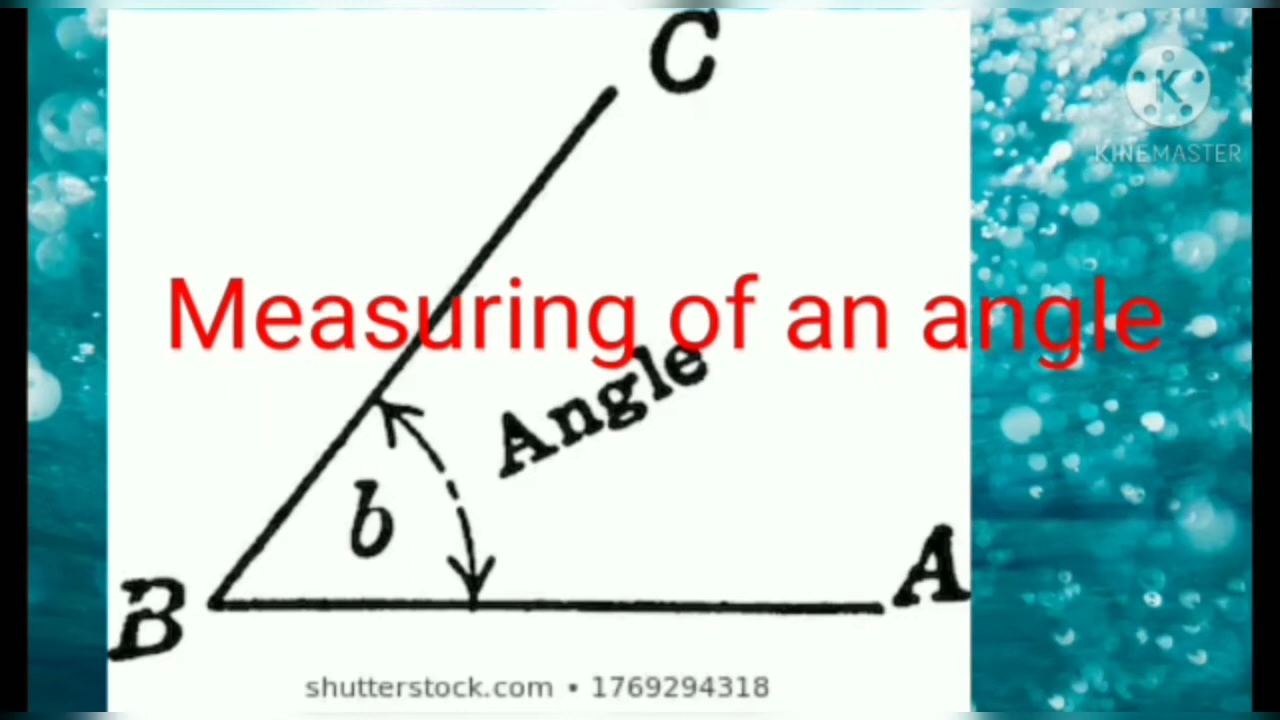 C
K
KINEMASTER
Measuring of an angle
Angle
b
A
B
shutterstock.com • 1769294318